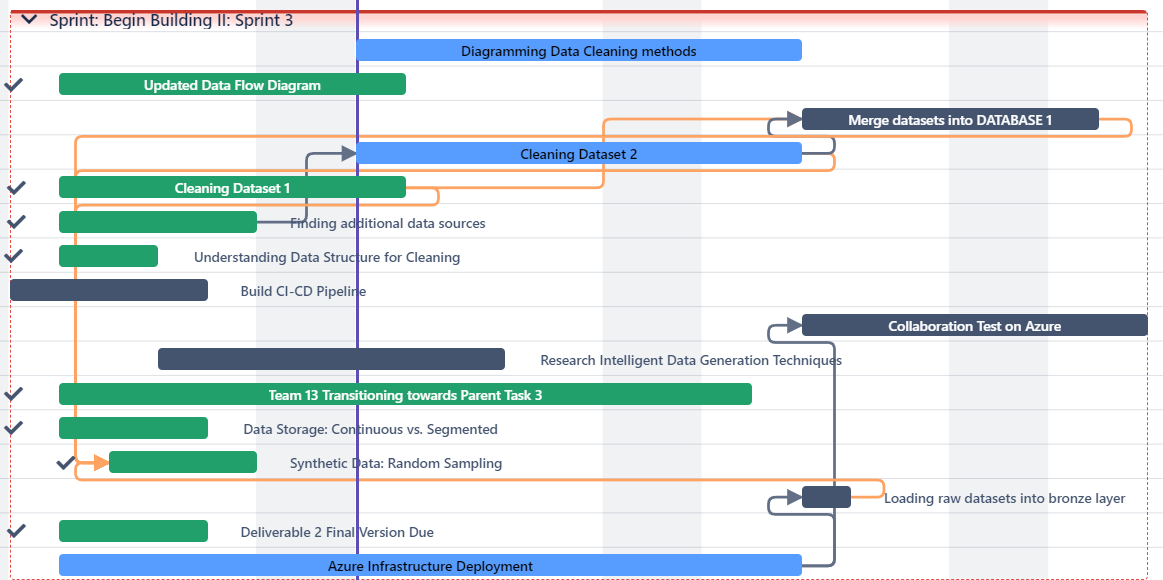 Sprint: Begin Building II: Sprint 3
Diagramming Data Cleaning methods
Updated Data Flow Diagram
Merge datasets into DATABASE 1
Cleaning Dataset 2
Cleaning Dataset 1
Finding additional data sources
Understanding Data Structure for Cleaning
Build CI-CD Pipeline
Collaboration Test on Azure
Research Intelligent Data Generation Techniques
Team 13 Transitioning towards Parent Task 3
Data Storage: Continuous vs. Segmented
Synthetic Data: Random Sampling
Loading raw datasets into bronze layer
Deliverable 2 Final Version Due
Azure Infrastructure Deployment